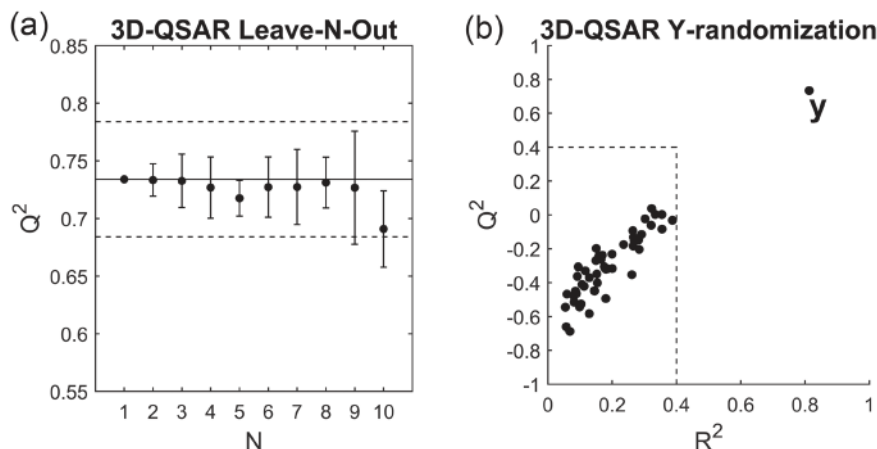 (a) 3D-QSAR Leave-N-Out
0.85
0.8
0.75
0.7
0.65
0.6
0.55
Q²
1 2 3 4 5 6 7 8 9 10
N
(b) 3D-QSAR Y-randomization
1
0.8
0.6
0.4
0.2
0
-0.2
-0.4
-0.6
-0.8
-1
Q²
y
0 0.2 0.4 0.6 0.8 1
R²